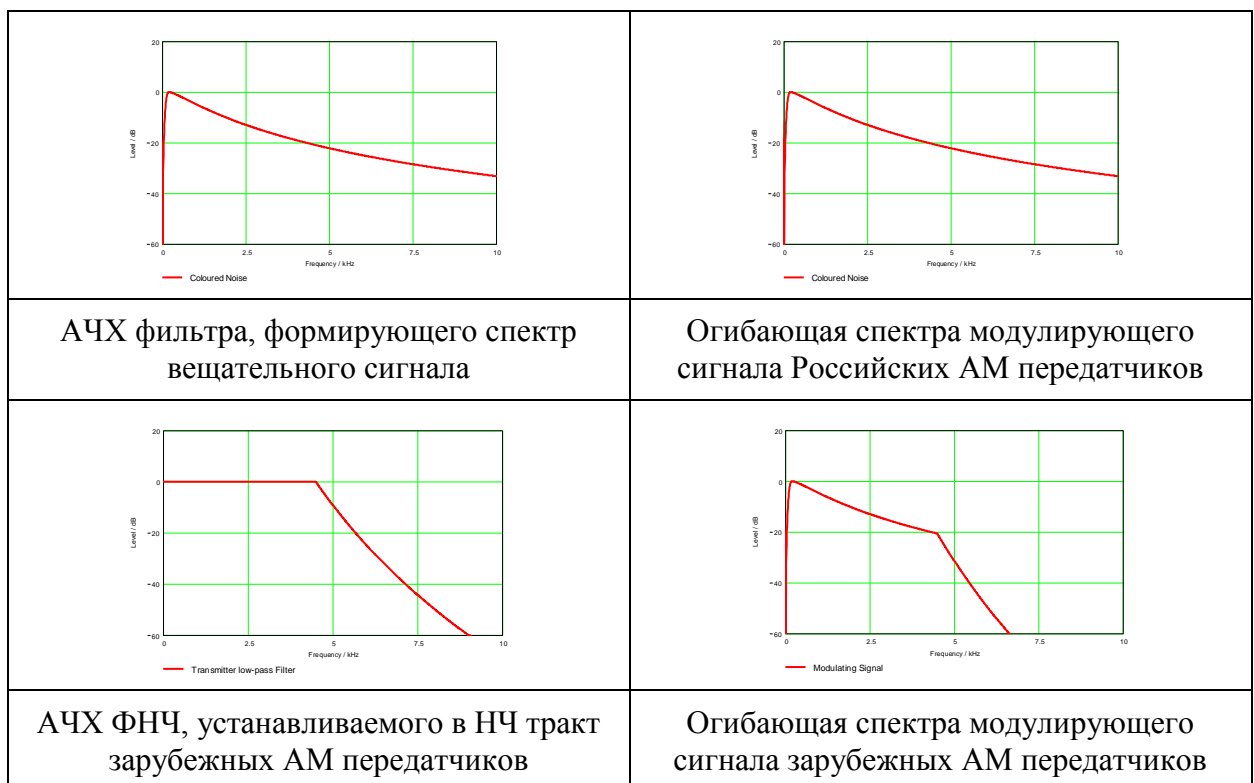 20
0
-20
-40
-60
Level / dB
0 2.5 5 7.5 10
Frequency / kHz
Coloured Noise
20
0
-20
-40
-60
Level / dB
0 2.5 5 7.5 10
Frequency / kHz
Coloured Noise
АЧХ фильтра, формирующего спектр
вещательного сигнала
Огибающая спектра модулирующего
сигнала Российских АМ передатчиков
20
0
-20
-40
-60
Level / dB
0 2.5 5 7.5 10
Frequency / kHz
Transmitter low-pass Filter
20
0
-20
-40
-60
Level / dB
0 2.5 5 7.5 10
Frequency / kHz
Modulating Signal
АЧХ ФНЧ, устанавливаемого в НЧ тракт
зарубежных АМ передатчиков
Огибающая спектра модулирующего
сигнала зарубежных АМ передатчиков